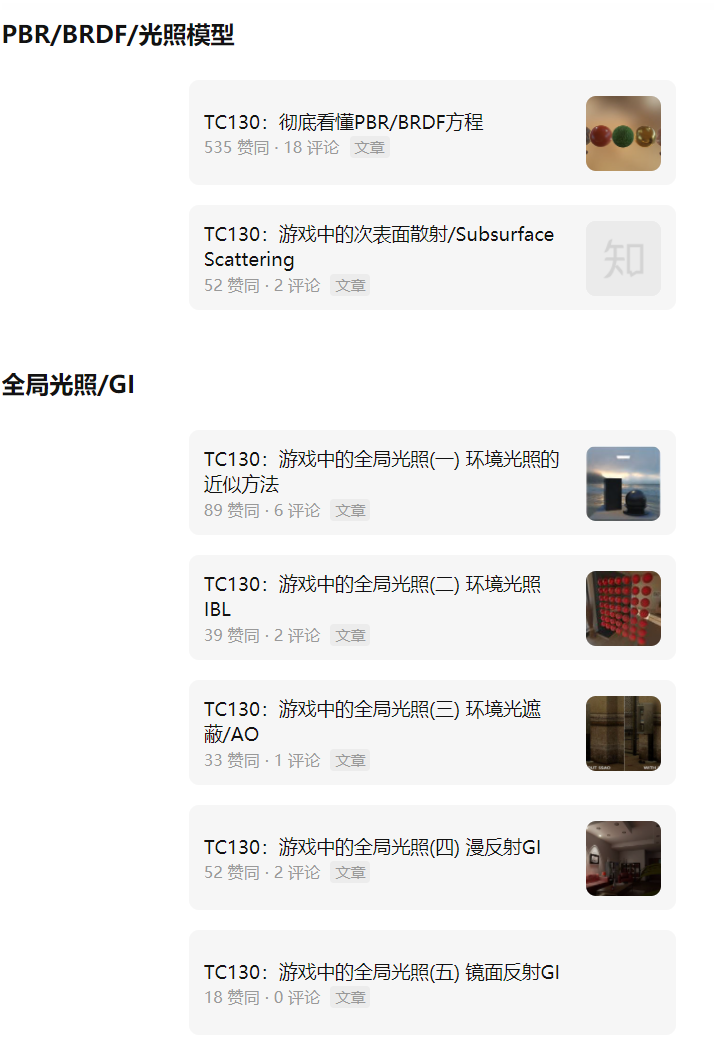 PBR/BRDF/光照模型
TC130：彻底看懂PBR/BRDF方程
535 赞同 · 18 评论 文章
TC130：游戏中的次表面散射/Subsurface
Scattering
52 赞同 · 2 评论 文章
知
全局光照/GI
TC130：游戏中的全局光照(一) 环境光照的
近似方法
89 赞同 · 6 评论 文章
TC130：游戏中的全局光照(二) 环境光照
IBL
39 赞同 · 2 评论 文章
TC130：游戏中的全局光照(三) 环境光遮
蔽/AO
33 赞同 · 1 评论 文章
TC130：游戏中的全局光照(四) 漫反射GI
52 赞同 · 2 评论 文章
TC130：游戏中的全局光照(五) 镜面反射GI
18 赞同 · 0 评论 文章